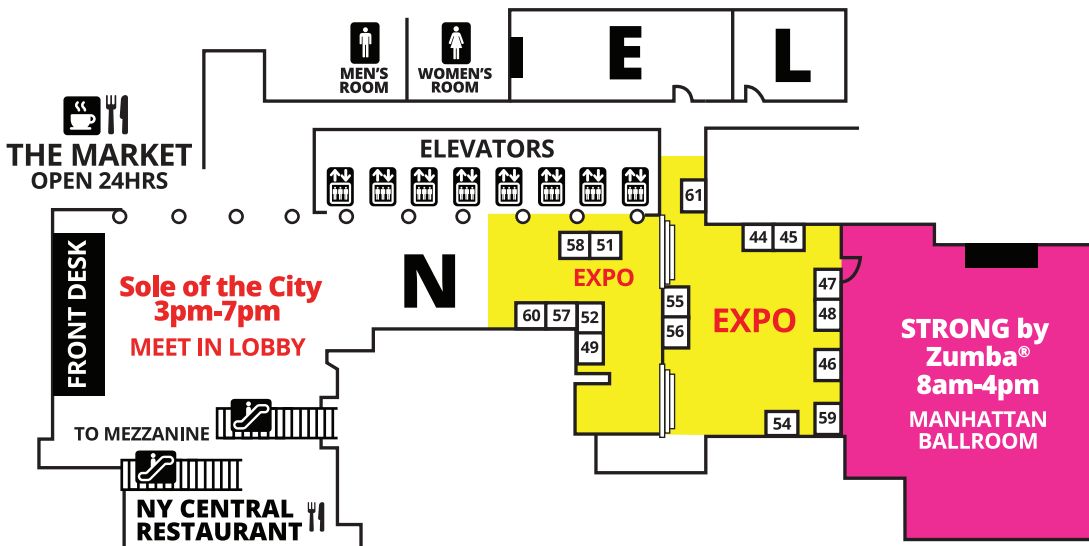 E
L
MEN'S
ROOM
WOMEN'S
ROOM
THE MARKET
OPEN 24HRS
ELEVATORS
61
44 45
58 51
EXPO
N
FRONT DESK
Sole of the City
3pm-7pm
MEET IN LOBBY
60 57 52
49
55
56
EXPO
47
48
46
54
59
STRONG by
Zumba®
8am-4pm
MANHATTAN
BALLROOM
TO MEZZANINE
NY CENTRAL
RESTAURANT